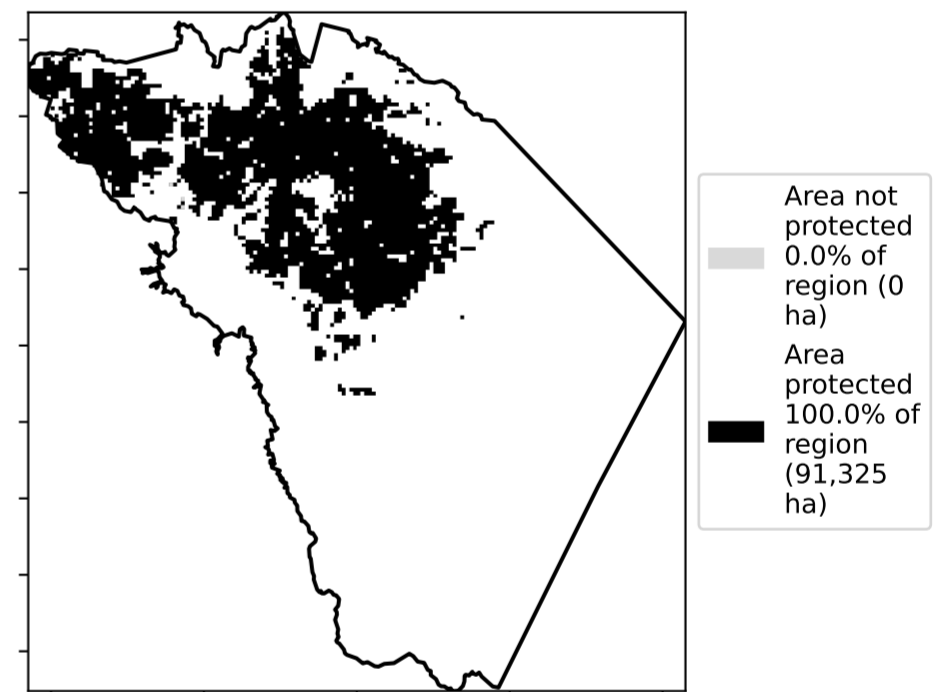 Area not
protected
0.0% of
region (0
ha)
Area
protected
100.0% of
region
(91,325
ha)